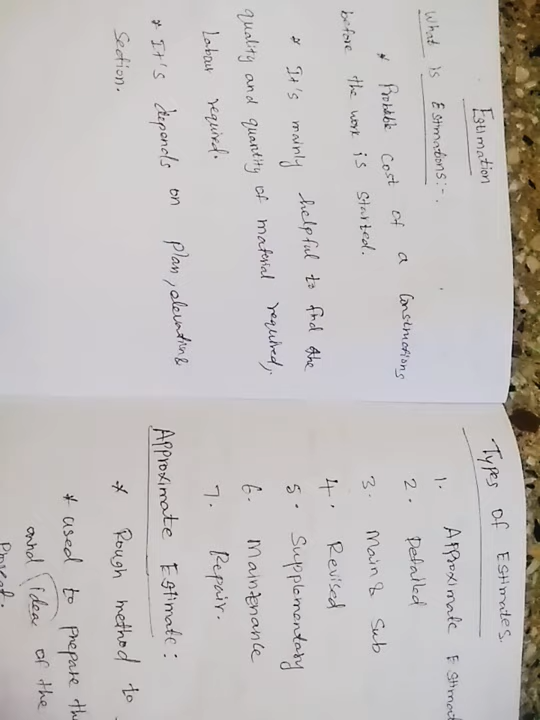 Estimation
What is Estimations:-.
* Probable cost of a Constructions
before the work is started.
* It's mainly helpful to find the
quality and quantity of material required,
Labour required.
* It's depends on plan, elevation &
Section.
Types of Estimates.
1. Approximate Estimat
2. Detailed
3. Main & Sub
4. Revised
5. Supplementary
6. Maintenance
7. Repair.
Approximate Estimate:
* Rough method to
* used to prepare th
and idea of the
Project.